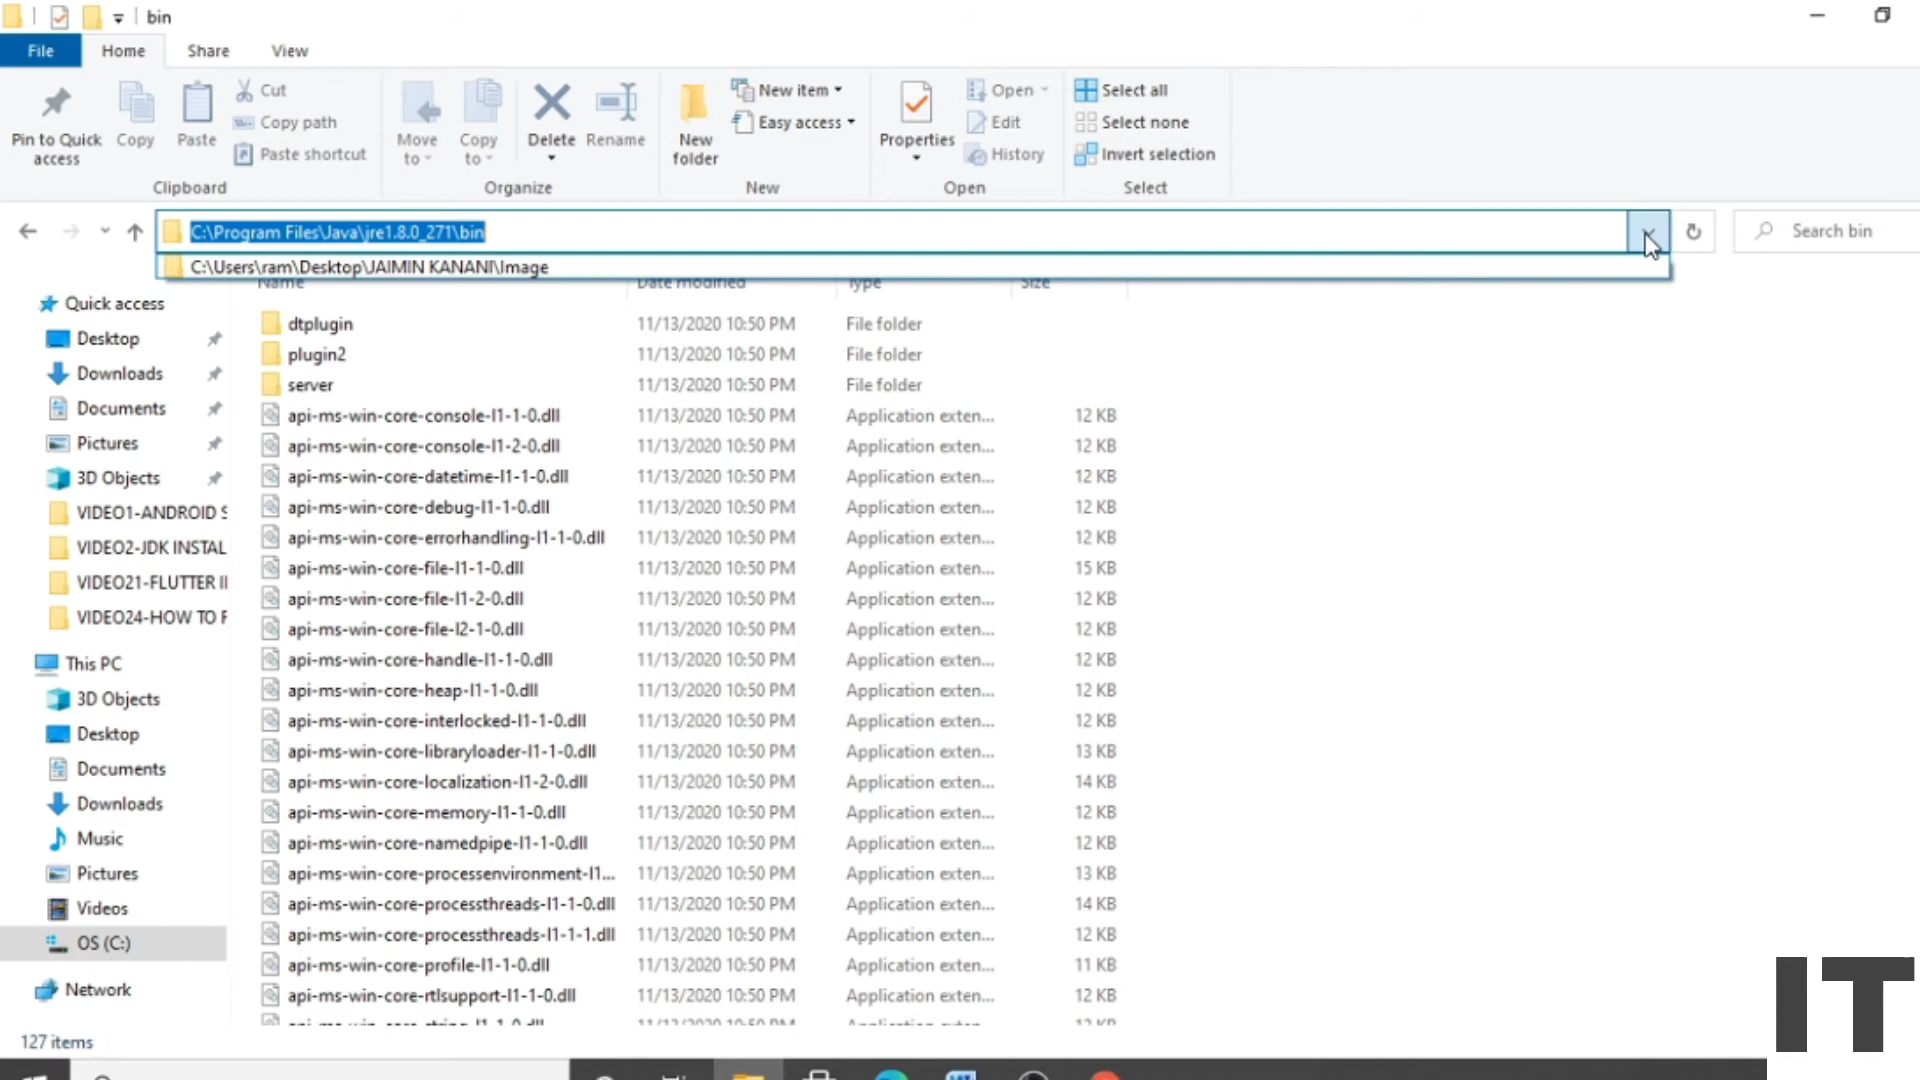 bin
File Home Share View
Pin to Quick access
Copy
Paste
Cut
Copy path
Paste shortcut
Clipboard
Move to
Copy to
Delete
Rename
Organize
New folder
New item
Easy access
New
Properties
Open
Edit
History
Open
Select all
Select none
Invert selection
Select
C:\Program Files\Java\jre1.8.0_271\bin
Search bin
C:\Users\ram\Desktop\JAIMIN KANANI\Image
Name Date modified Type Size
Quick access
Desktop
Downloads
Documents
Pictures
3D Objects
VIDEO1-ANDROID S
VIDEO2-JDK INSTAL
VIDEO21-FLUTTER II
VIDEO24-HOW TO F
This PC
3D Objects
Desktop
Documents
Downloads
Music
Pictures
Videos
OS (C:)
Network
dtplugin 11/13/2020 10:50 PM File folder
plugin2 11/13/2020 10:50 PM File folder
server 11/13/2020 10:50 PM File folder
api-ms-win-core-console-l1-1-0.dll 11/13/2020 10:50 PM Application exten... 12 KB
api-ms-win-core-console-l1-2-0.dll 11/13/2020 10:50 PM Application exten... 12 KB
api-ms-win-core-datetime-l1-1-0.dll 11/13/2020 10:50 PM Application exten... 12 KB
api-ms-win-core-debug-l1-1-0.dll 11/13/2020 10:50 PM Application exten... 12 KB
api-ms-win-core-errorhandling-l1-1-0.dll 11/13/2020 10:50 PM Application exten... 12 KB
api-ms-win-core-file-l1-1-0.dll 11/13/2020 10:50 PM Application exten... 15 KB
api-ms-win-core-file-l1-2-0.dll 11/13/2020 10:50 PM Application exten... 12 KB
api-ms-win-core-file-l2-1-0.dll 11/13/2020 10:50 PM Application exten... 12 KB
api-ms-win-core-handle-l1-1-0.dll 11/13/2020 10:50 PM Application exten... 12 KB
api-ms-win-core-heap-l1-1-0.dll 11/13/2020 10:50 PM Application exten... 12 KB
api-ms-win-core-interlocked-l1-1-0.dll 11/13/2020 10:50 PM Application exten... 12 KB
api-ms-win-core-libraryloader-l1-1-0.dll 11/13/2020 10:50 PM Application exten... 13 KB
api-ms-win-core-localization-l1-2-0.dll 11/13/2020 10:50 PM Application exten... 14 KB
api-ms-win-core-memory-l1-1-0.dll 11/13/2020 10:50 PM Application exten... 12 KB
api-ms-win-core-namedpipe-l1-1-0.dll 11/13/2020 10:50 PM Application exten... 12 KB
api-ms-win-core-processenvironment-l1... 11/13/2020 10:50 PM Application exten... 13 KB
api-ms-win-core-processthreads-l1-1-0.dll 11/13/2020 10:50 PM Application exten... 14 KB
api-ms-win-core-processthreads-l1-1-1.dll 11/13/2020 10:50 PM Application exten... 12 KB
api-ms-win-core-profile-l1-1-0.dll 11/13/2020 10:50 PM Application exten... 11 KB
api-ms-win-core-rtlsupport-l1-1-0.dll 11/13/2020 10:50 PM Application exten... 12 KB
127 items
IT